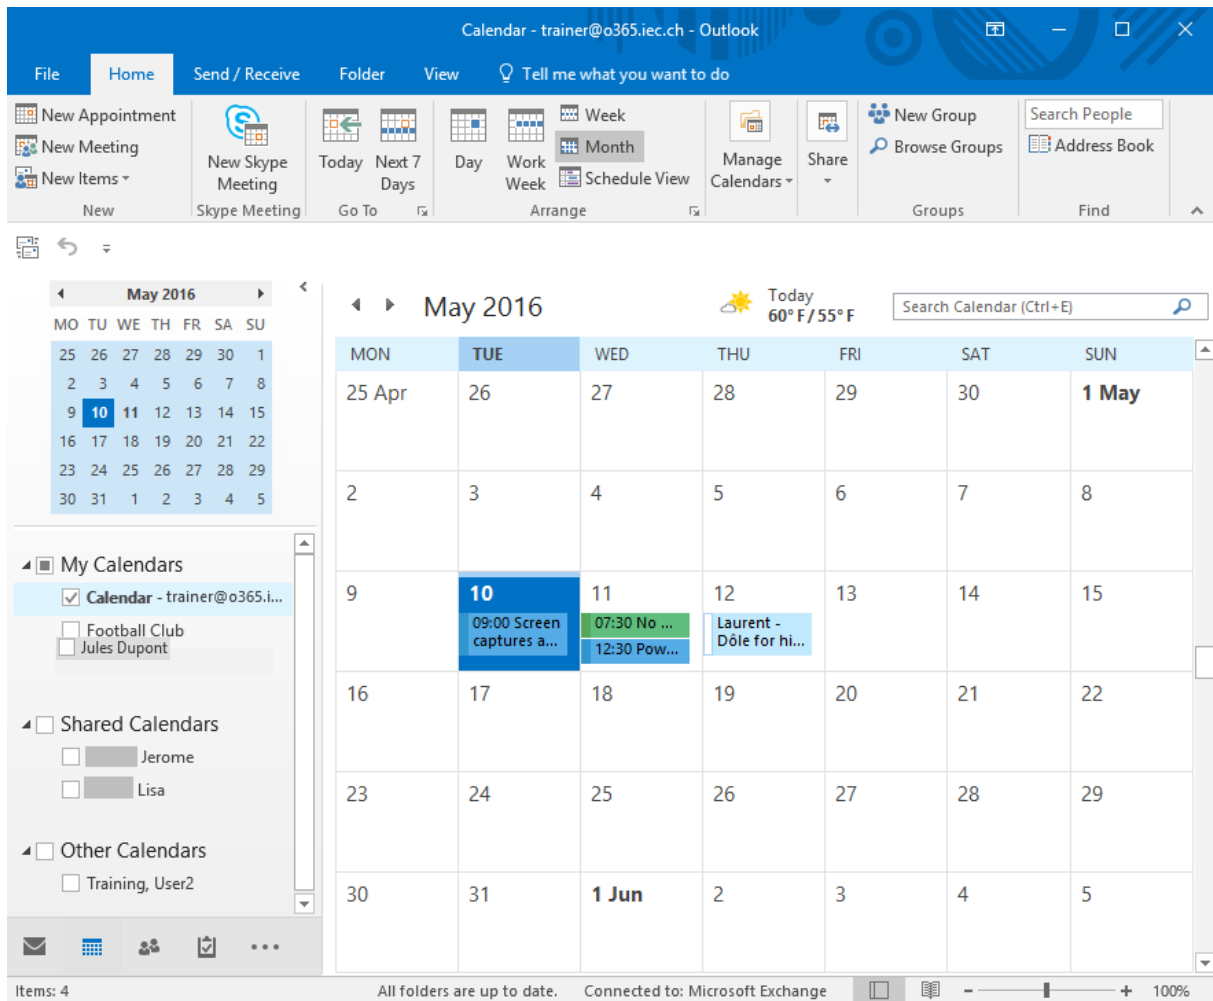 Calendar - trainer@o365.iec.ch - Outlook
File Home Send / Receive Folder View Tell me what you want to do
New Appointment
New Meeting
New Items
New
New Skype
Meeting
Skype Meeting
Today
Next 7
Days
Go To
Day
Work
Week
Week
Month
Schedule View
Arrange
Manage
Calendars
Share
New Group
Browse Groups
Groups
Search People
Address Book
Find
May 2016
MO TU WE TH FR SA SU
25 26 27 28 29 30 1
2 3 4 5 6 7 8
9 10 11 12 13 14 15
16 17 18 19 20 21 22
23 24 25 26 27 28 29
30 31 1 2 3 4 5
My Calendars
Calendar - trainer@o365.i...
Football Club
Jules Dupont
Shared Calendars
Jerome
Lisa
Other Calendars
Training, User2
May 2016
Today
60° F / 55° F
Search Calendar (Ctrl+E)
MON TUE WED THU FRI SAT SUN
25 Apr 26 27 28 29 30 1 May
2 3 4 5 6 7 8
9 10 11 12 13 14 15
09:00 Screen
captures a...
07:30 No ...
12:30 Pow...
Laurent -
Dôle for hi...
16 17 18 19 20 21 22
23 24 25 26 27 28 29
30 31 1 Jun 2 3 4 5
Items: 4 All folders are up to date. Connected to: Microsoft Exchange 100%